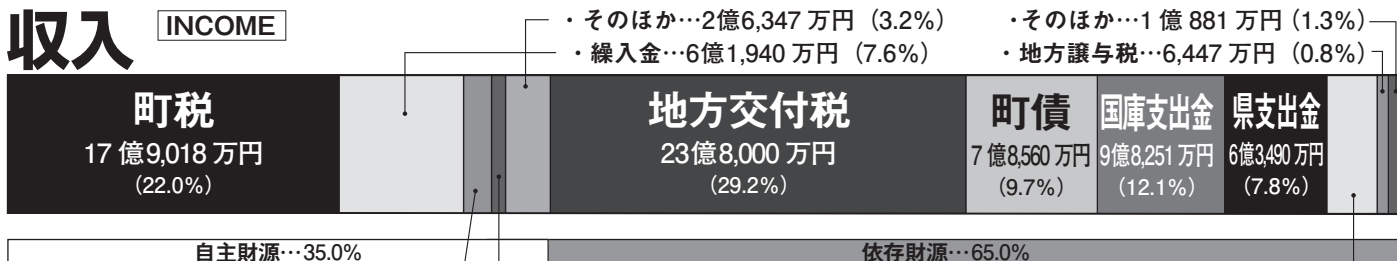 収入 INCOME
・そのほか…2億6,347万円（3.2%）
・繰入金…6億1,940万円（7.6%）
・そのほか…1億881万円（1.3%）
・地方譲与税…6,447万円（0.8%）
町税
17億9,018万円
（22.0%）
地方交付税
23億8,000万円
（29.2%）
町債
7億8,560万円
（9.7%）
国庫支出金
9億8,251万円
（12.1%）
県支出金
6億3,490万円
（7.8%）
自主財源…35.0%
依存財源…65.0%